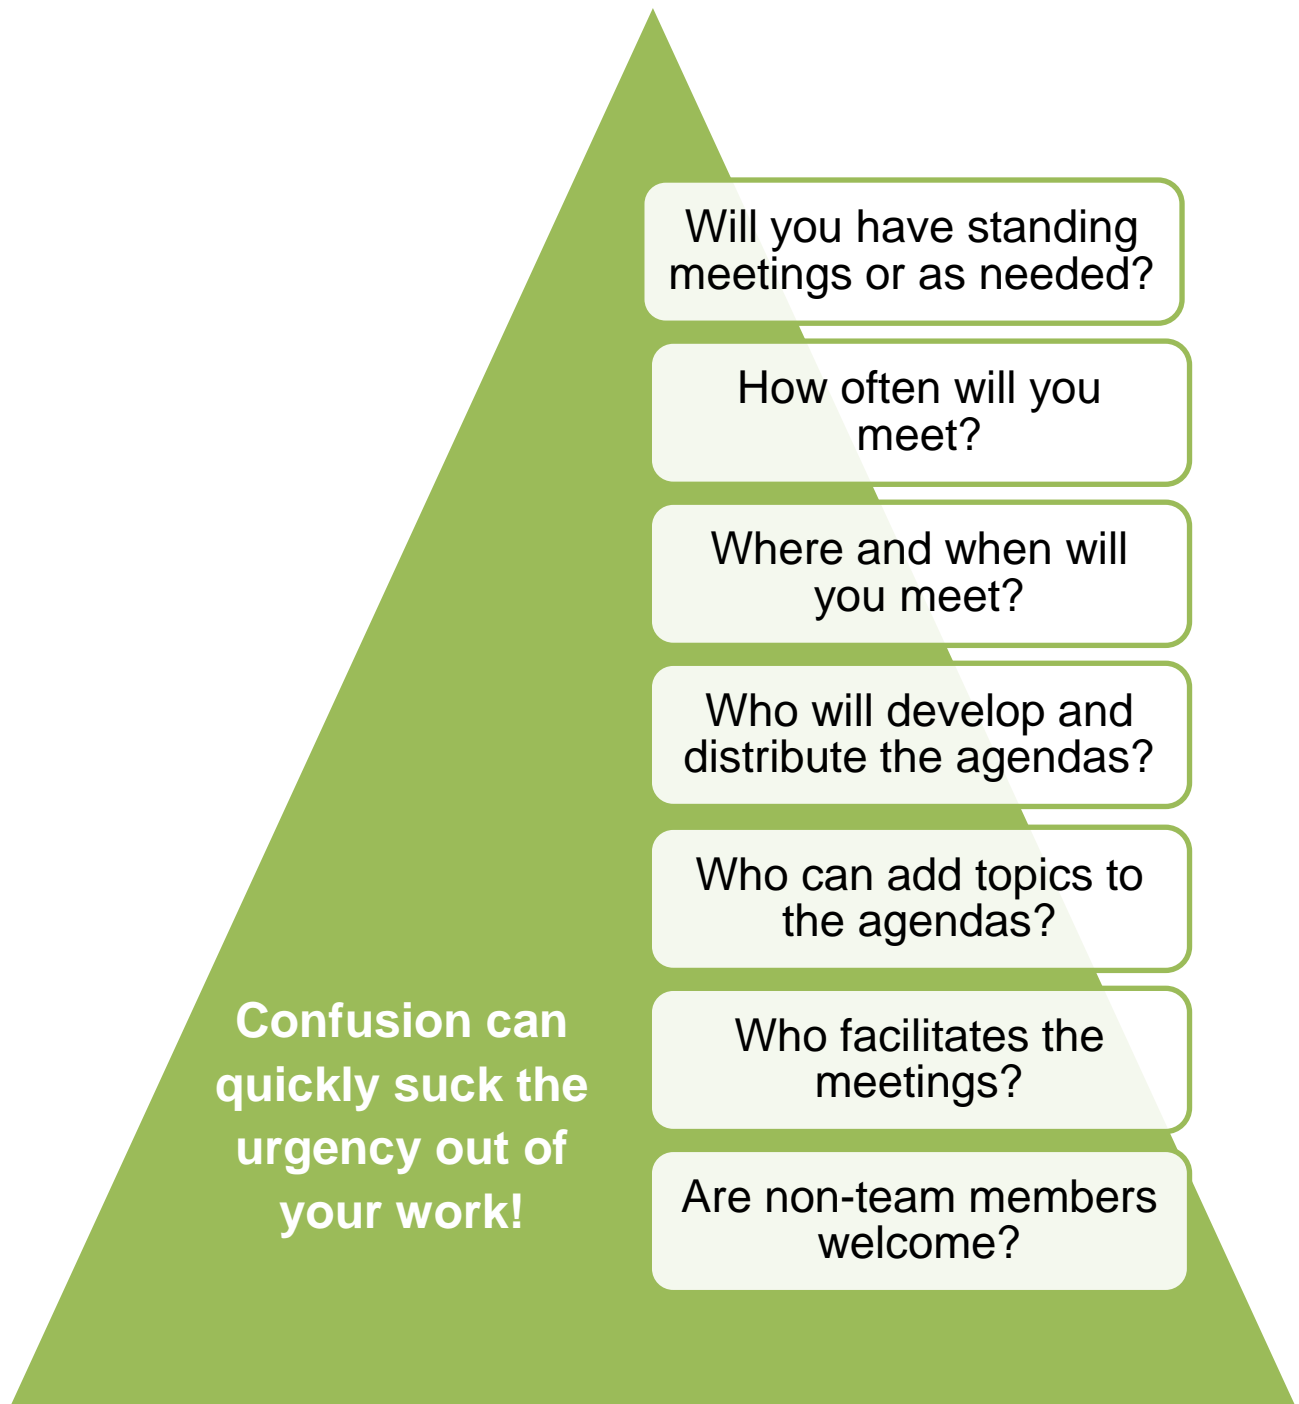 Will you have standing
meetings or as needed?
How often will you
meet?
Where and when will
you meet?
Who will develop and
distribute the agendas?
Who can add topics to
the agendas?
Who facilitates the
meetings?
Are non-team members
welcome?
Confusion can
quickly suck the
urgency out of
your work!